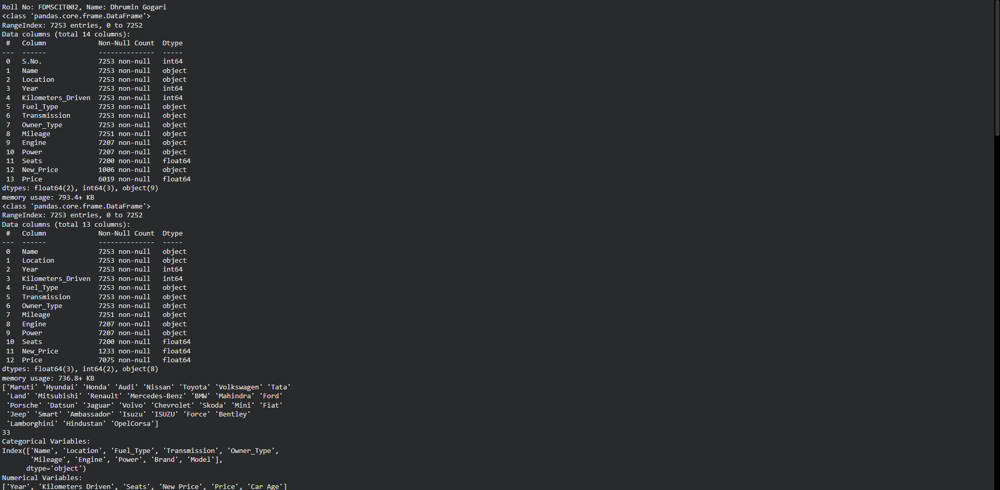 Roll No: FDMSCIT002, Name: Dhrumin Gogari
<class 'pandas.core.frame.DataFrame'>
RangeIndex: 7253 entries, 0 to 7252
Data columns (total 14 columns):
 #   Column             Non-Null Count  Dtype
---  ------             --------------  -----
 0   S.No.              7253 non-null   int64
 1   Name               7253 non-null   object
 2   Location           7253 non-null   object
 3   Year               7253 non-null   int64
 4   Kilometers_Driven  7253 non-null   int64
 5   Fuel_Type          7253 non-null   object
 6   Transmission       7253 non-null   object
 7   Owner_Type         7253 non-null   object
 8   Mileage            7251 non-null   object
 9   Engine             7207 non-null   object
 10  Power              7207 non-null   object
 11  Seats              7200 non-null   float64
 12  New_Price          1006 non-null   object
 13  Price              6019 non-null   float64
dtypes: float64(2), int64(3), object(9)
memory usage: 793.4+ KB
<class 'pandas.core.frame.DataFrame'>
RangeIndex: 7253 entries, 0 to 7252
Data columns (total 13 columns):
 #   Column             Non-Null Count  Dtype
---  ------             --------------  -----
 0   Name               7253 non-null   object
 1   Location           7253 non-null   object
 2   Year               7253 non-null   int64
 3   Kilometers_Driven  7253 non-null   int64
 4   Fuel_Type          7253 non-null   object
 5   Transmission       7253 non-null   object
 6   Owner_Type         7253 non-null   object
 7   Mileage            7251 non-null   object
 8   Engine             7207 non-null   object
 9   Power              7207 non-null   object
 10  Seats              7200 non-null   float64
 11  New_Price          1233 non-null   float64
 12  Price              7075 non-null   float64
dtypes: float64(3), int64(2), object(8)
memory usage: 736.8+ KB
['Maruti' 'Hyundai' 'Honda' 'Audi' 'Nissan' 'Toyota' 'Volkswagen' 'Tata'
 'Land' 'Mitsubishi' 'Renault' 'Mercedes-Benz' 'BMW' 'Mahindra' 'Ford'
 'Porsche' 'Datsun' 'Jaguar' 'Volvo' 'Chevrolet' 'Skoda' 'Mini' 'Fiat'
 'Jeep' 'Smart' 'Ambassador' 'Isuzu' 'ISUZU' 'Force' 'Bentley'
 'Lamborghini' 'Hindustan' 'OpelCorsa']
33
Categorical Variables:
Index(['Name', 'Location', 'Fuel_Type', 'Transmission', 'Owner_Type',
       'Mileage', 'Engine', 'Power', 'Brand', 'Model'],
      dtype='object')
Numerical Variables:
['Year', 'Kilometers_Driven', 'Seats', 'New_Price', 'Price', 'Car_Age']